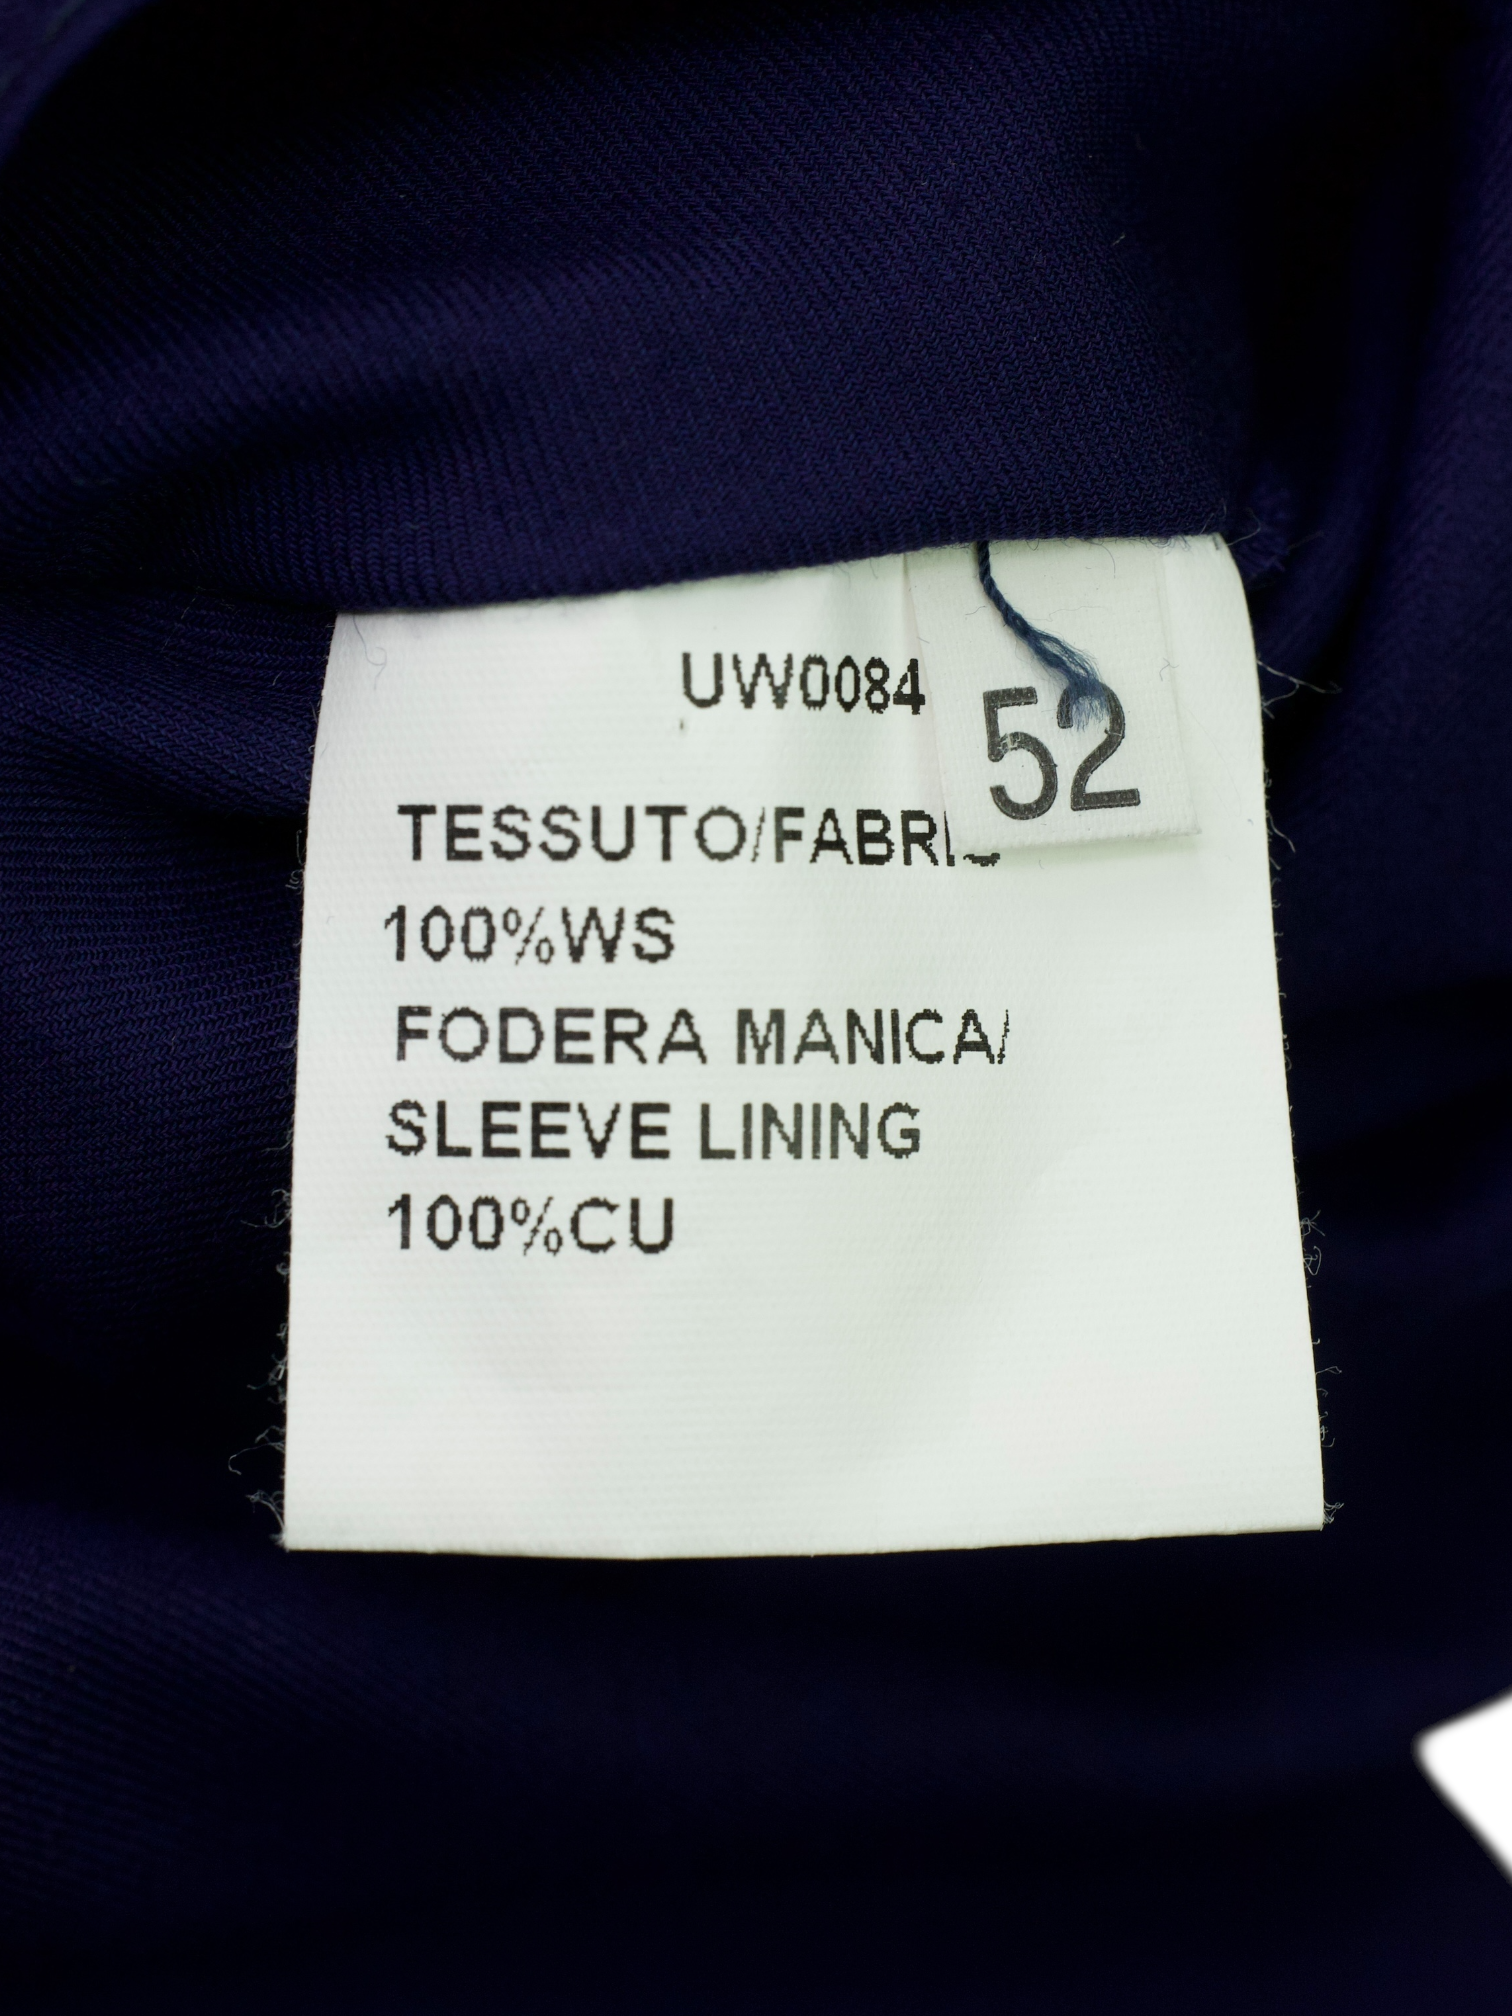 UW0084
52
TESSUTO/FABRIC
100%WS
FODERA MANICA/
SLEEVE LINING
100%CU